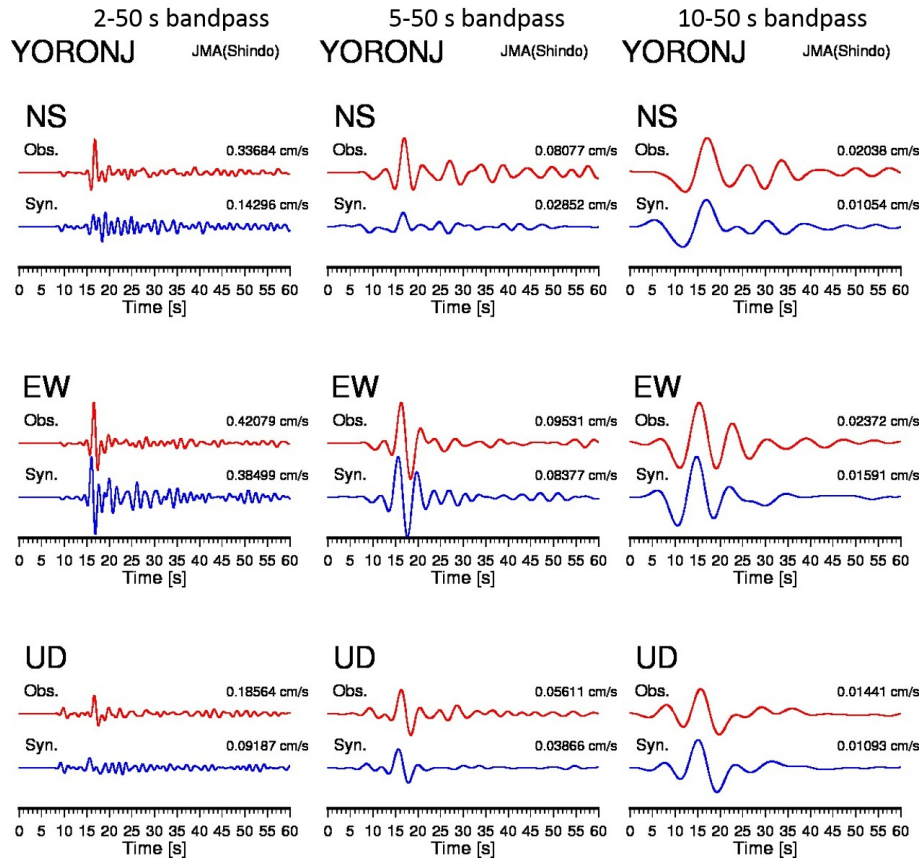 2-50 s bandpass 5-50 s bandpass 10-50 s bandpass
YORONJ JMA(Shindo) YORONJ JMA(Shindo) YORONJ JMA(Shindo)
NS NS NS
Obs. 0.33684 cm/s Obs. 0.08077 cm/s Obs. 0.02038 cm/s
Syn. 0.14296 cm/s Syn. 0.02852 cm/s Syn. 0.01054 cm/s
0 5 10 15 20 25 30 35 40 45 50 55 60 0 5 10 15 20 25 30 35 40 45 50 55 60 0 5 10 15 20 25 30 35 40 45 50 55 60
Time [s] Time [s] Time [s]
EW EW EW
Obs. 0.42079 cm/s Obs. 0.09531 cm/s Obs. 0.02372 cm/s
Syn. 0.38499 cm/s Syn. 0.08377 cm/s Syn. 0.01591 cm/s
0 5 10 15 20 25 30 35 40 45 50 55 60 0 5 10 15 20 25 30 35 40 45 50 55 60 0 5 10 15 20 25 30 35 40 45 50 55 60
Time [s] Time [s] Time [s]
UD UD UD
Obs. 0.18564 cm/s Obs. 0.05611 cm/s Obs. 0.01441 cm/s
Syn. 0.09187 cm/s Syn. 0.03866 cm/s Syn. 0.01093 cm/s
0 5 10 15 20 25 30 35 40 45 50 55 60 0 5 10 15 20 25 30 35 40 45 50 55 60 0 5 10 15 20 25 30 35 40 45 50 55 60
Time [s] Time [s] Time [s]